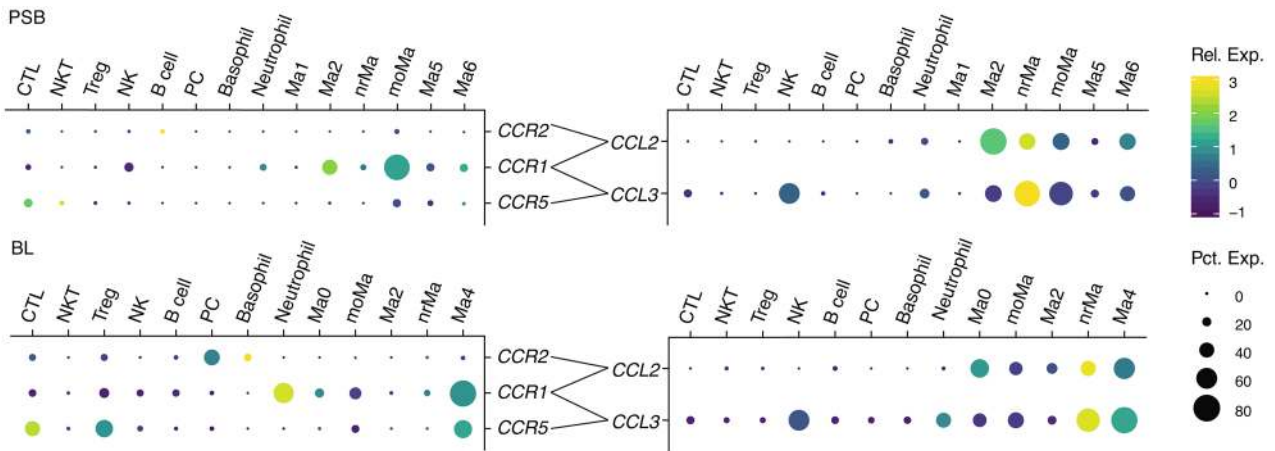 PSB
CTL NKT Treg NK B cell PC Basophil Neutrophil Ma1 Ma2 nrMa moMa Ma5 Ma6
CTL NKT Treg NK B cell PC Basophil Neutrophil Ma1 Ma2 nrMa moMa Ma5 Ma6
CCR2
CCR1
CCR5
CCL2
CCL3
Rel. Exp.
3
2
1
0
−1
BL
CTL NKT Treg NK B cell PC Basophil Neutrophil Ma0 moMa Ma2 nrMa Ma4
CTL NKT Treg NK B cell PC Basophil Neutrophil Ma0 moMa Ma2 nrMa Ma4
CCR2
CCR1
CCR5
CCL2
CCL3
Pct. Exp.
0
20
40
60
80